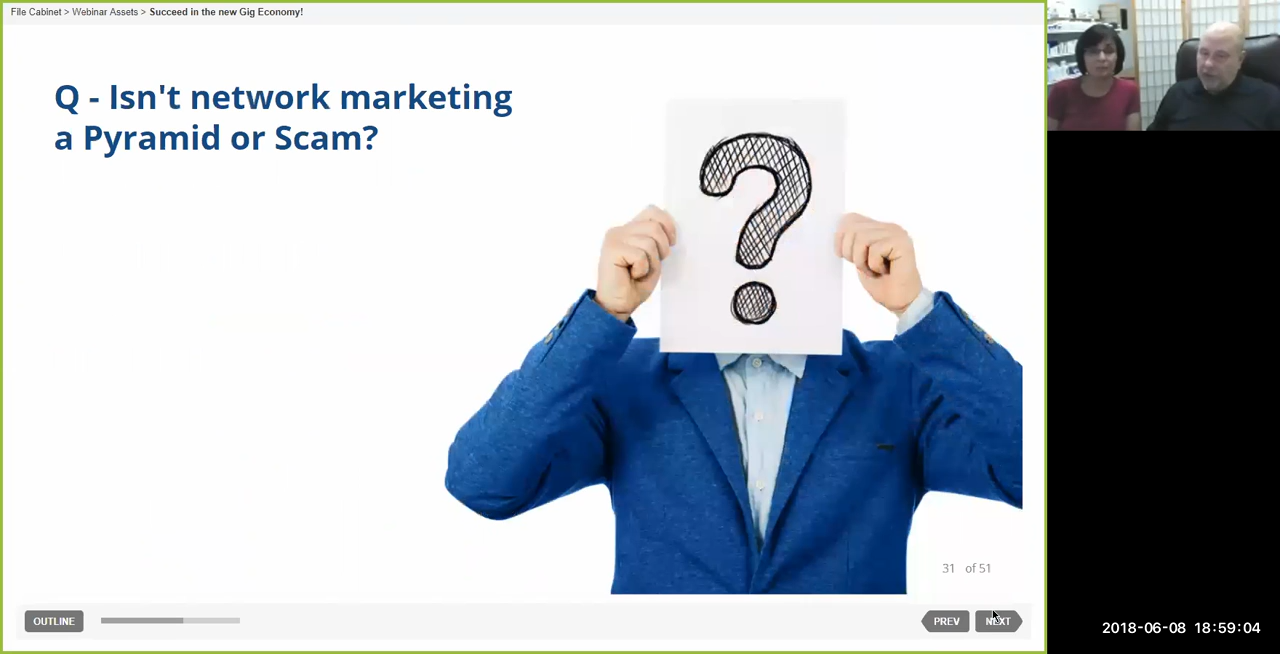 File Cabinet > Webinar Assets > Succeed in the new Gig Economy!
Q - Isn't network marketing
a Pyramid or Scam?
?
31 of 51
OUTLINE
PREV
NEXT
2018-06-08 18:59:04